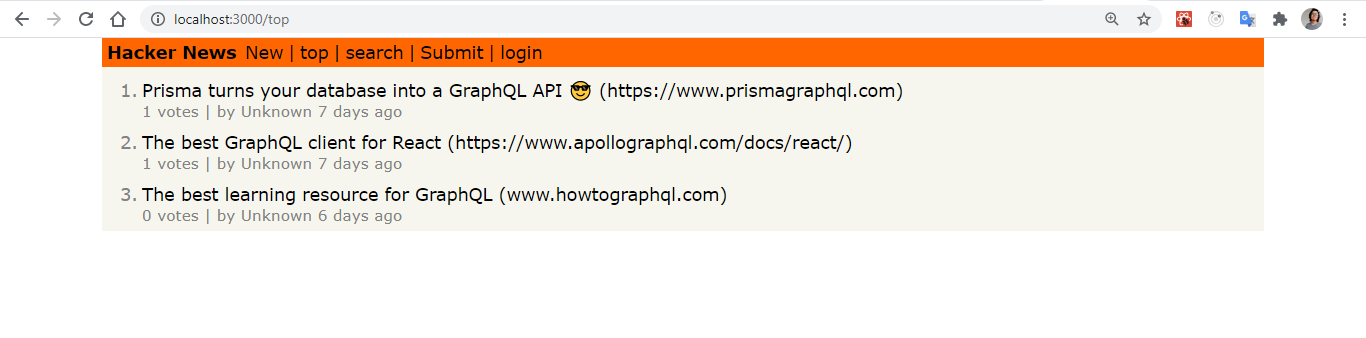 localhost:3000/top
Hacker News New | top | search | Submit | login
1. Prisma turns your database into a GraphQL API 😎 (https://www.prismagraphql.com)
1 votes | by Unknown 7 days ago
2. The best GraphQL client for React (https://www.apollographql.com/docs/react/)
1 votes | by Unknown 7 days ago
3. The best learning resource for GraphQL (www.howtographql.com)
0 votes | by Unknown 6 days ago